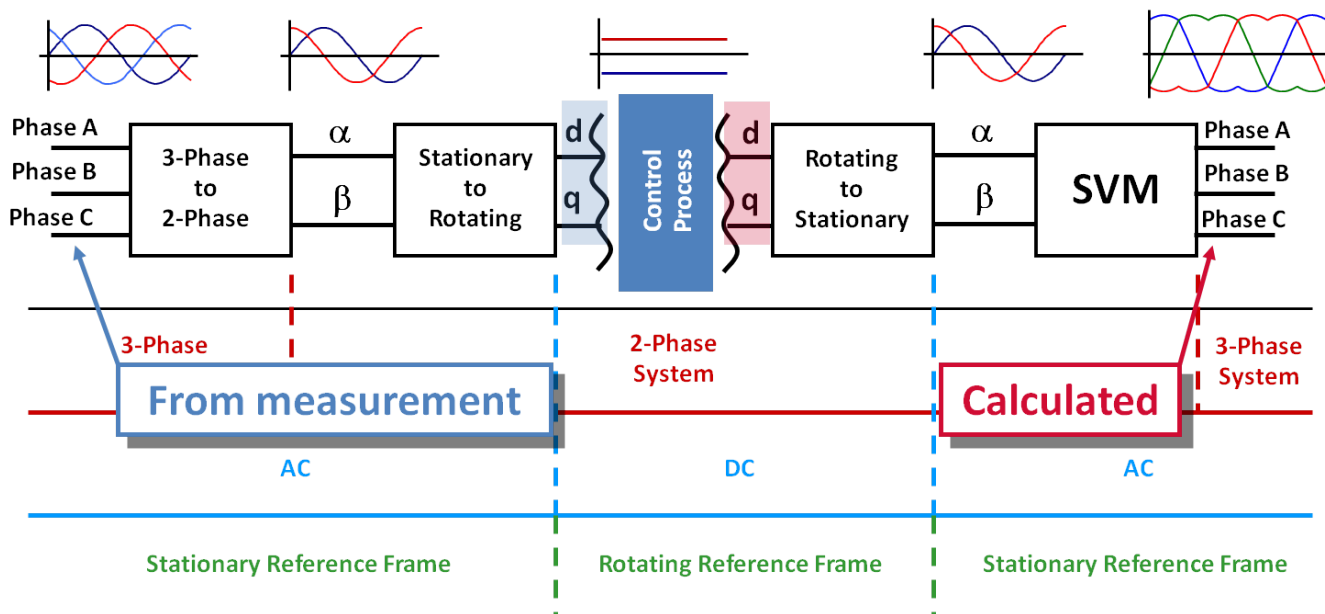 Phase A
Phase B
Phase C
3-Phase
to
2-Phase
α
β
Stationary
to
Rotating
d
q
Control
Process
d
q
Rotating
to
Stationary
α
β
SVM
Phase A
Phase B
Phase C
3-Phase
2-Phase
System
3-Phase
System
From measurement
Calculated
AC
DC
AC
Stationary Reference Frame
Rotating Reference Frame
Stationary Reference Frame